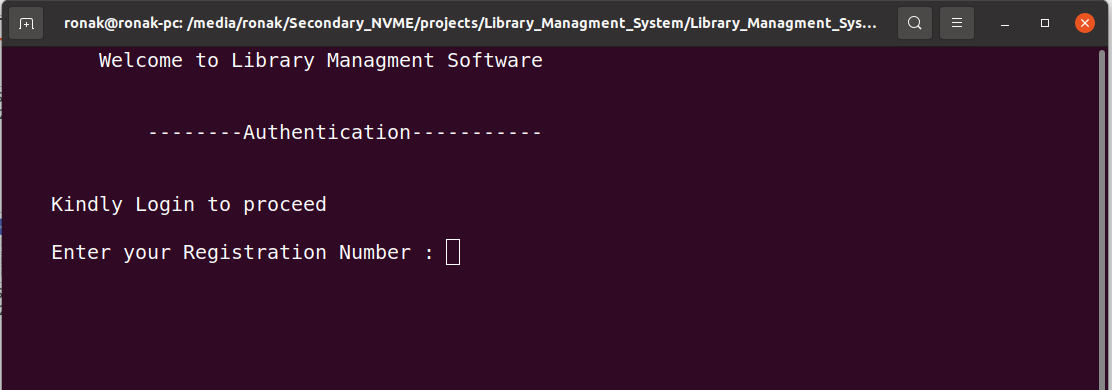 ronak@ronak-pc: /media/ronak/Secondary_NVME/projects/Library_Managment_System/Library_Managment_Sys...
Welcome to Library Managment Software
--------Authentication-----------
Kindly Login to proceed
Enter your Registration Number :